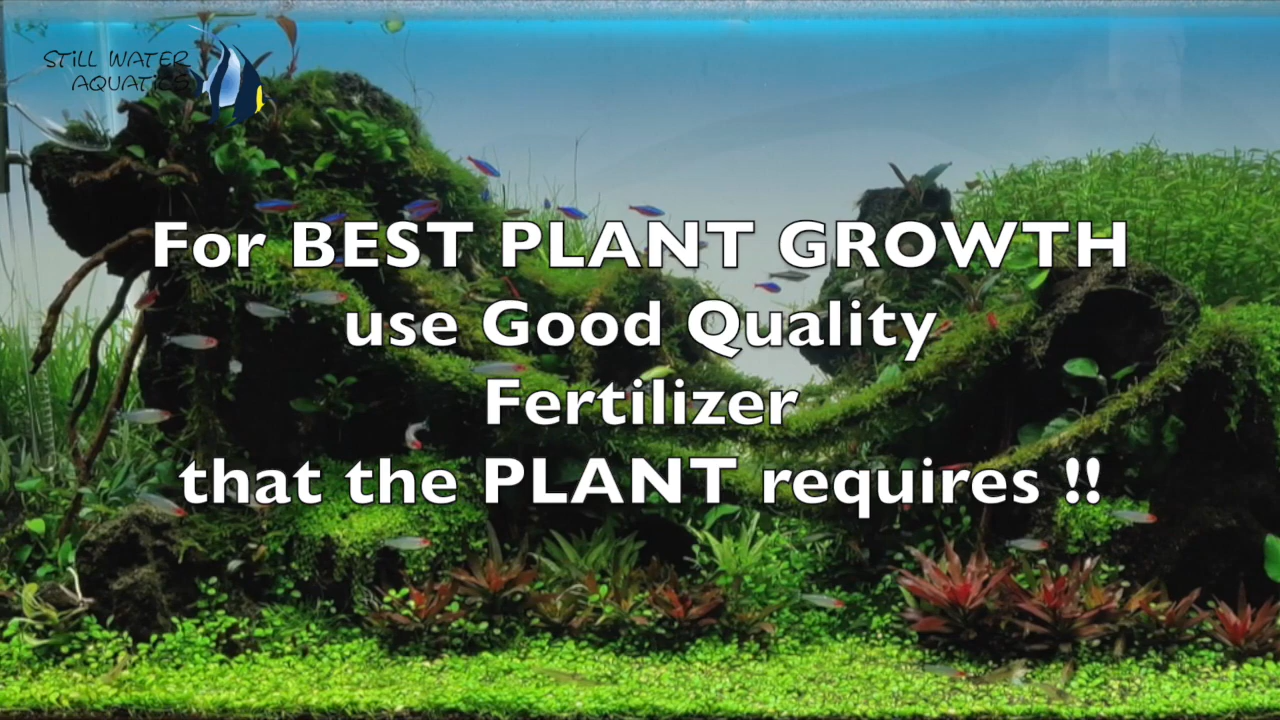 STiLL WATER
AQUATiCS
For BEST PLANT GROWTH
use Good Quality
Fertilizer
that the PLANT requires !!